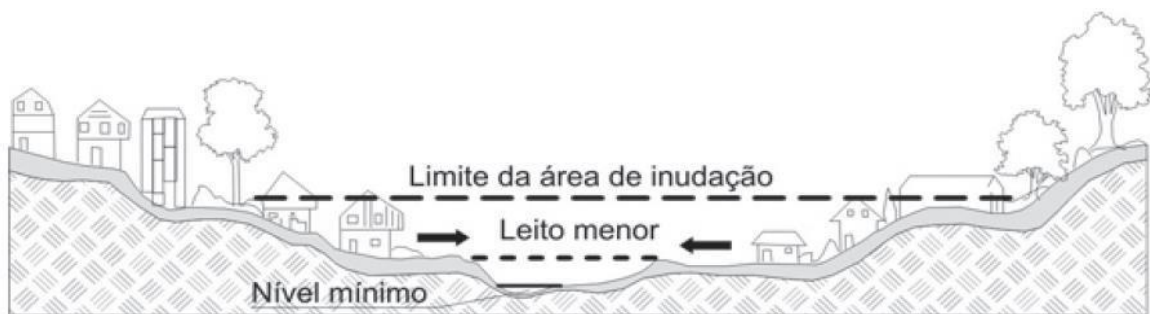 Limite da área de inudação
Leito menor
Nível mínimo